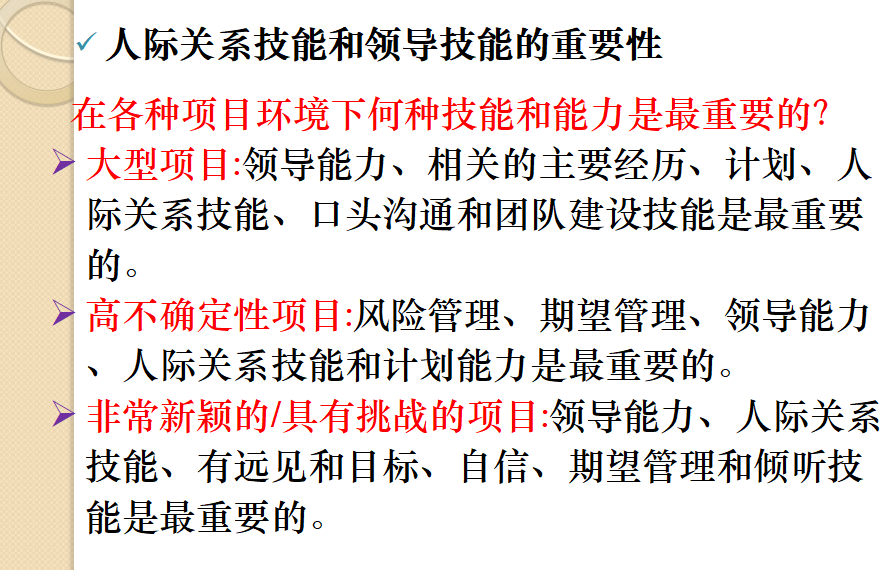 人际关系技能和领导技能的重要性
在各种项目环境下何种技能和能力是最重要的?
大型项目:领导能力、相关的主要经历、计划、人
际关系技能、口头沟通和团队建设技能是最重要
的。
高不确定性项目:风险管理、期望管理、领导能力
、人际关系技能和计划能力是最重要的。
非常新颖的/具有挑战的项目:领导能力、人际关系
技能、有远见和目标、自信、期望管理和倾听技
能是最重要的。